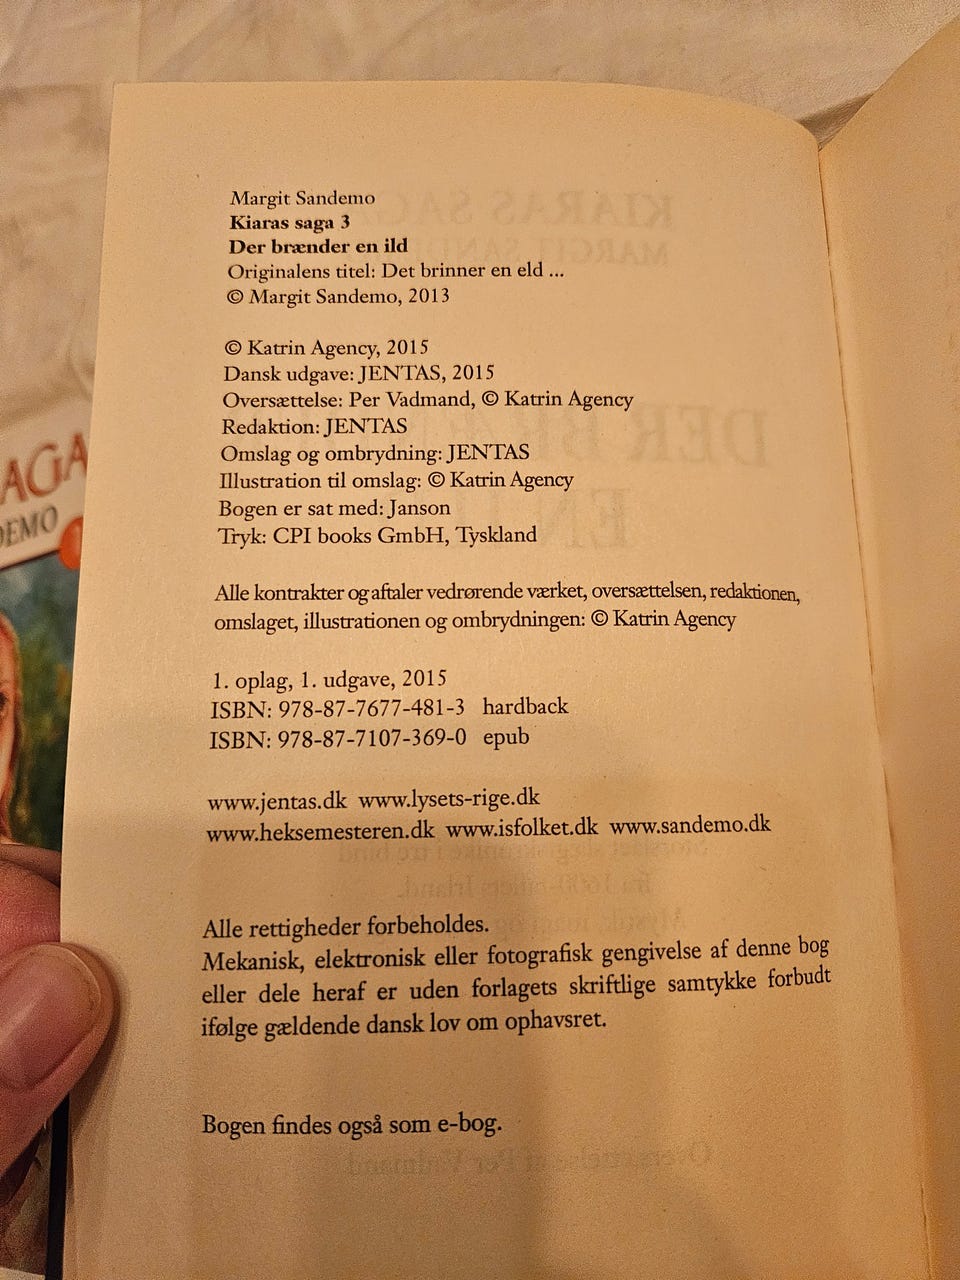 Margit Sandemo
Kiaras saga 3
Der brænder en ild
Originalens titel: Det brinner en eld ...
© Margit Sandemo, 2013
© Katrin Agency, 2015
Dansk udgave: JENTAS, 2015
Oversættelse: Per Vadmand, © Katrin Agency
Redaktion: JENTAS
Omslag og ombrydning: JENTAS
Illustration til omslag: © Katrin Agency
Bogen er sat med: Janson
Tryk: CPI books GmbH, Tyskland
Alle kontrakter og aftaler vedrørende værket, oversættelsen, redaktionen,
omslaget, illustrationen og ombrydningen: © Katrin Agency
1. oplag, 1. udgave, 2015
ISBN: 978-87-7677-481-3 hardback
ISBN: 978-87-7107-369-0 epub
www.jentas.dk www.lysets-rige.dk
www.heksemesteren.dk www.isfolket.dk www.sandemo.dk
Alle rettigheder forbeholdes.
Mekanisk, elektronisk eller fotografisk gengivelse af denne bog
eller dele heraf er uden forlagets skriftlige samtykke forbudt
ifølge gældende dansk lov om ophavsret.
Bogen findes også som e-bog.